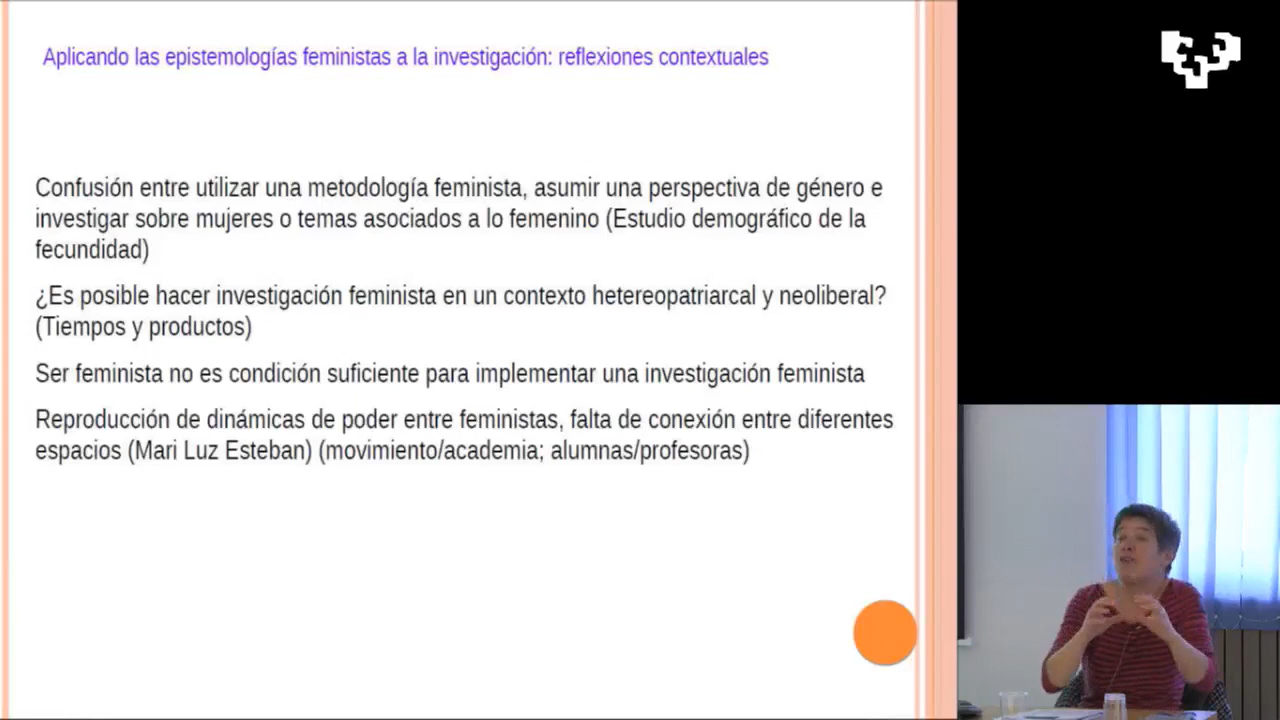 Aplicando las epistemologías feministas a la investigación: reflexiones contextuales
Confusión entre utilizar una metodología feminista, asumir una perspectiva de género e
investigar sobre mujeres o temas asociados a lo femenino (Estudio demográfico de la
fecundidad)
¿Es posible hacer investigación feminista en un contexto hetereopatriarcal y neoliberal?
(Tiempos y productos)
Ser feminista no es condición suficiente para implementar una investigación feminista
Reproducción de dinámicas de poder entre feministas, falta de conexión entre diferentes
espacios (Mari Luz Esteban) (movimiento/academia; alumnas/profesoras)